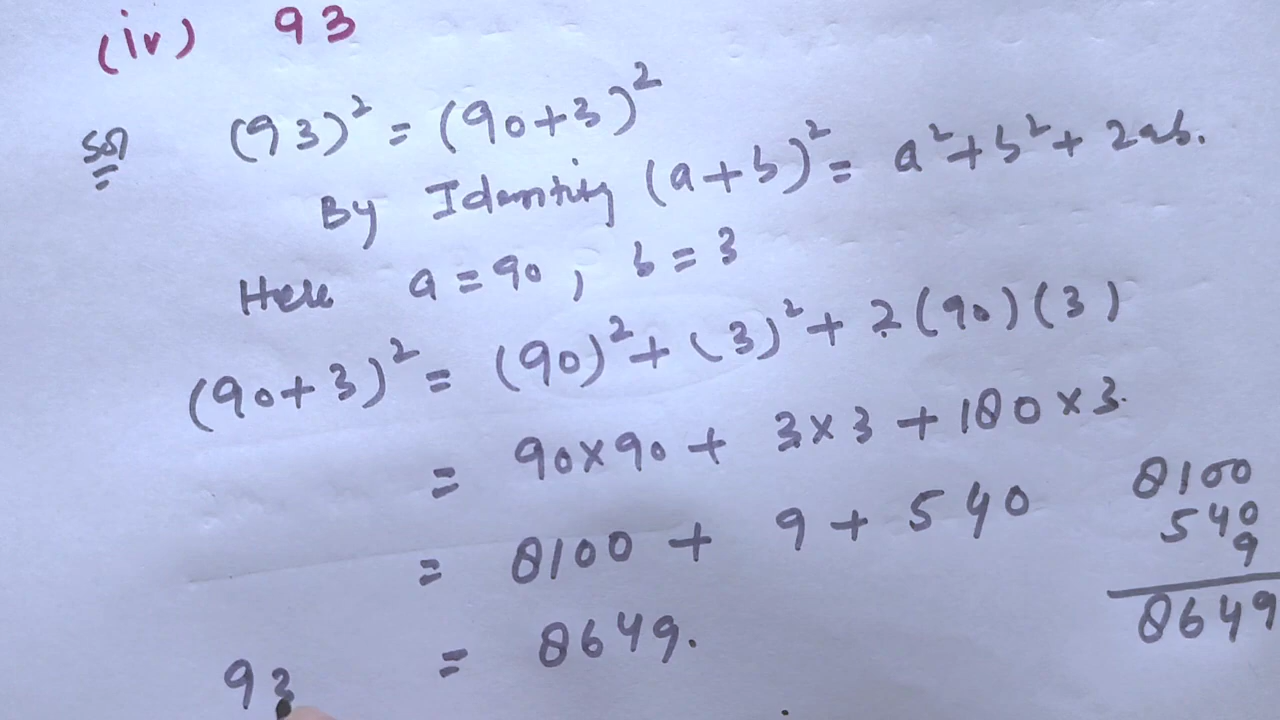 (iv) 93
Sol (93)² = (90+3)²
By Identity (a+b)² = a²+b²+ 2ab.
Here a=90, b=3
(90+3)² = (90)²+(3)²+2(90)(3)
= 90×90 + 3×3 + 180×3.
= 8100 + 9 + 540
= 8649.
93
8100
540
9
8649